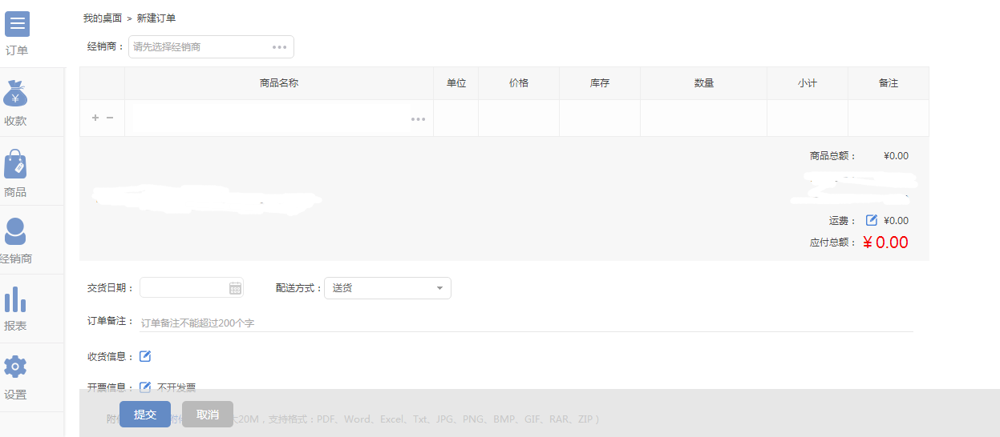 我的桌面 > 新建订单
订单
经销商： 请先选择经销商
商品名称 单位 价格 库存 数量 小计 备注
收款
商品总额： ¥0.00
商品
运费： ¥0.00
应付总额： ¥ 0.00
经销商
交货日期： 配送方式： 送货
报表
订单备注： 订单备注不能超过200个字
收货信息：
设置
开票信息： 不开发票
提交 取消
大20M，支持格式：PDF、Word、Excel、Txt、JPG、PNG、BMP、GIF、RAR、ZIP）